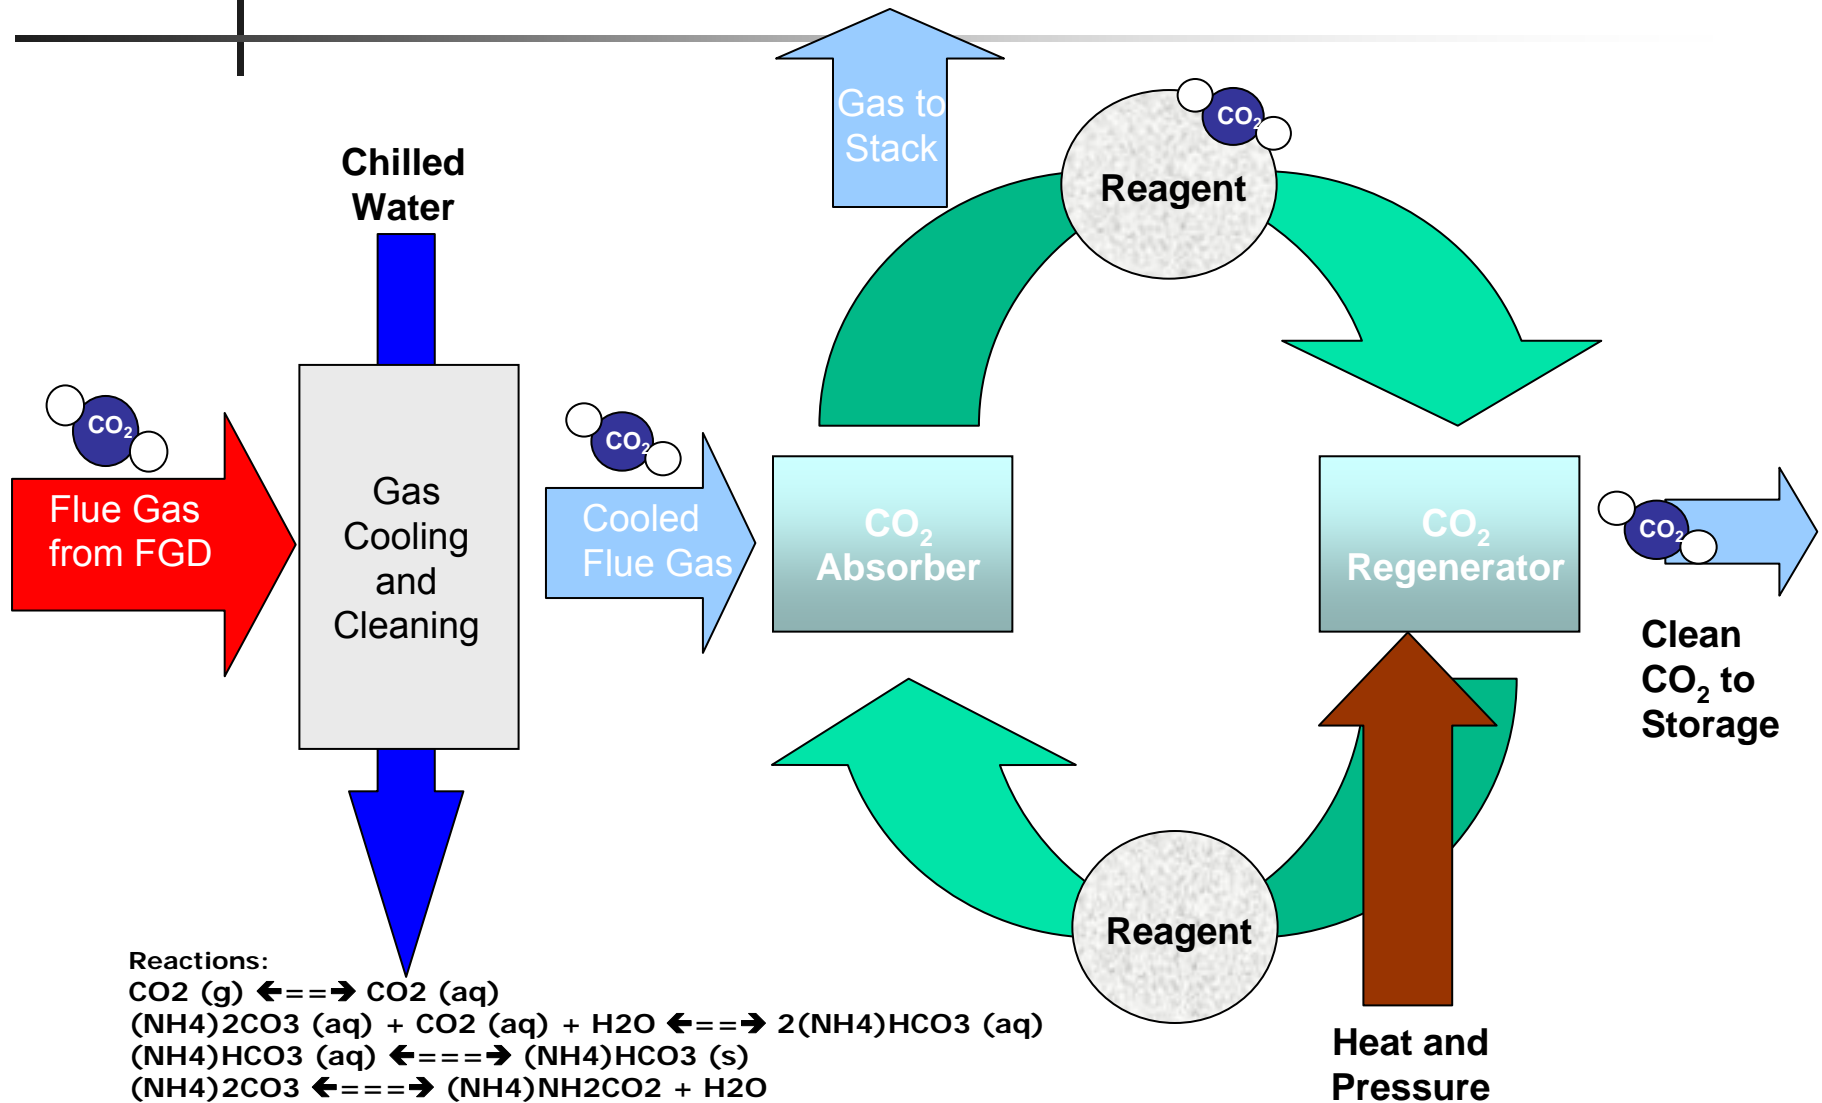 Gas to
Stack
CO2
Reagent
Chilled
Water
CO2
Flue Gas
from FGD
Gas
Cooling
and
Cleaning
CO2
Cooled
Flue Gas
CO2
Absorber
CO2
Regenerator
CO2
Clean
CO2 to
Storage
Reagent
Heat and
Pressure
Reactions:
CO2 (g) 🡸==🡺 CO2 (aq)
(NH4)2CO3 (aq) + CO2 (aq) + H2O 🡸==🡺 2(NH4)HCO3 (aq)
(NH4)HCO3 (aq) 🡸===🡺 (NH4)HCO3 (s)
(NH4)2CO3 🡸===🡺 (NH4)NH2CO2 + H2O